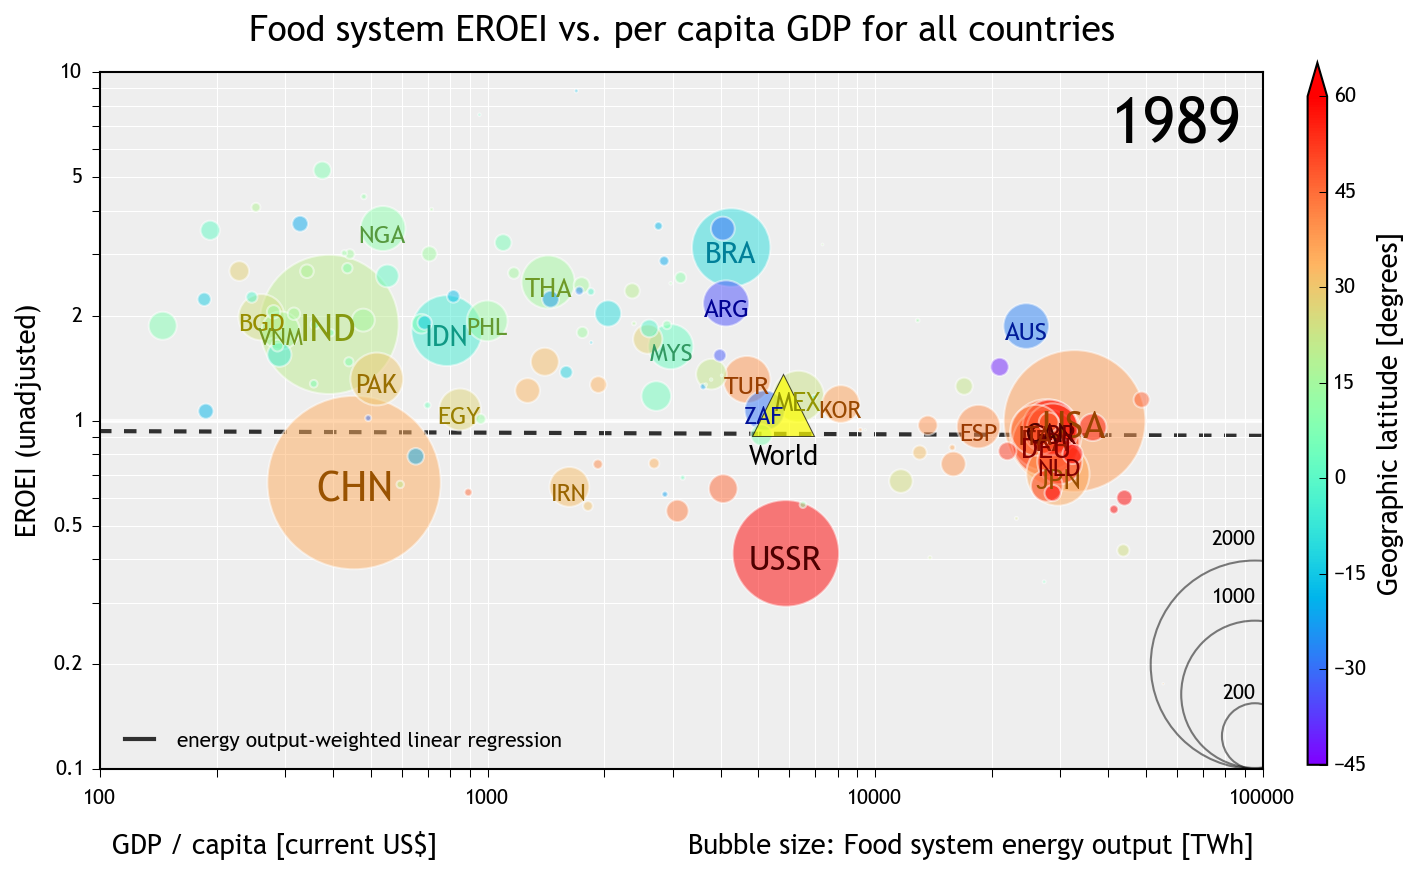 Food system EROEI vs. per capita GDP for all countries
1989
10
5
2
1
0.5
0.2
0.1
EROEI (unadjusted)
NGA
BRA
THA
ARG
BGD
VNM
IND
IDN
PHL
MYS
AUS
PAK
TUR
EGY
ZAF
MEX
KOR
ESP
USA
World
CHN
IRN
DEU
NLD
JPN
USSR
2000
1000
200
energy output-weighted linear regression
100
1000
10000
100000
GDP / capita [current US$]
Bubble size: Food system energy output [TWh]
60
45
30
15
0
−15
−30
−45
Geographic latitude [degrees]